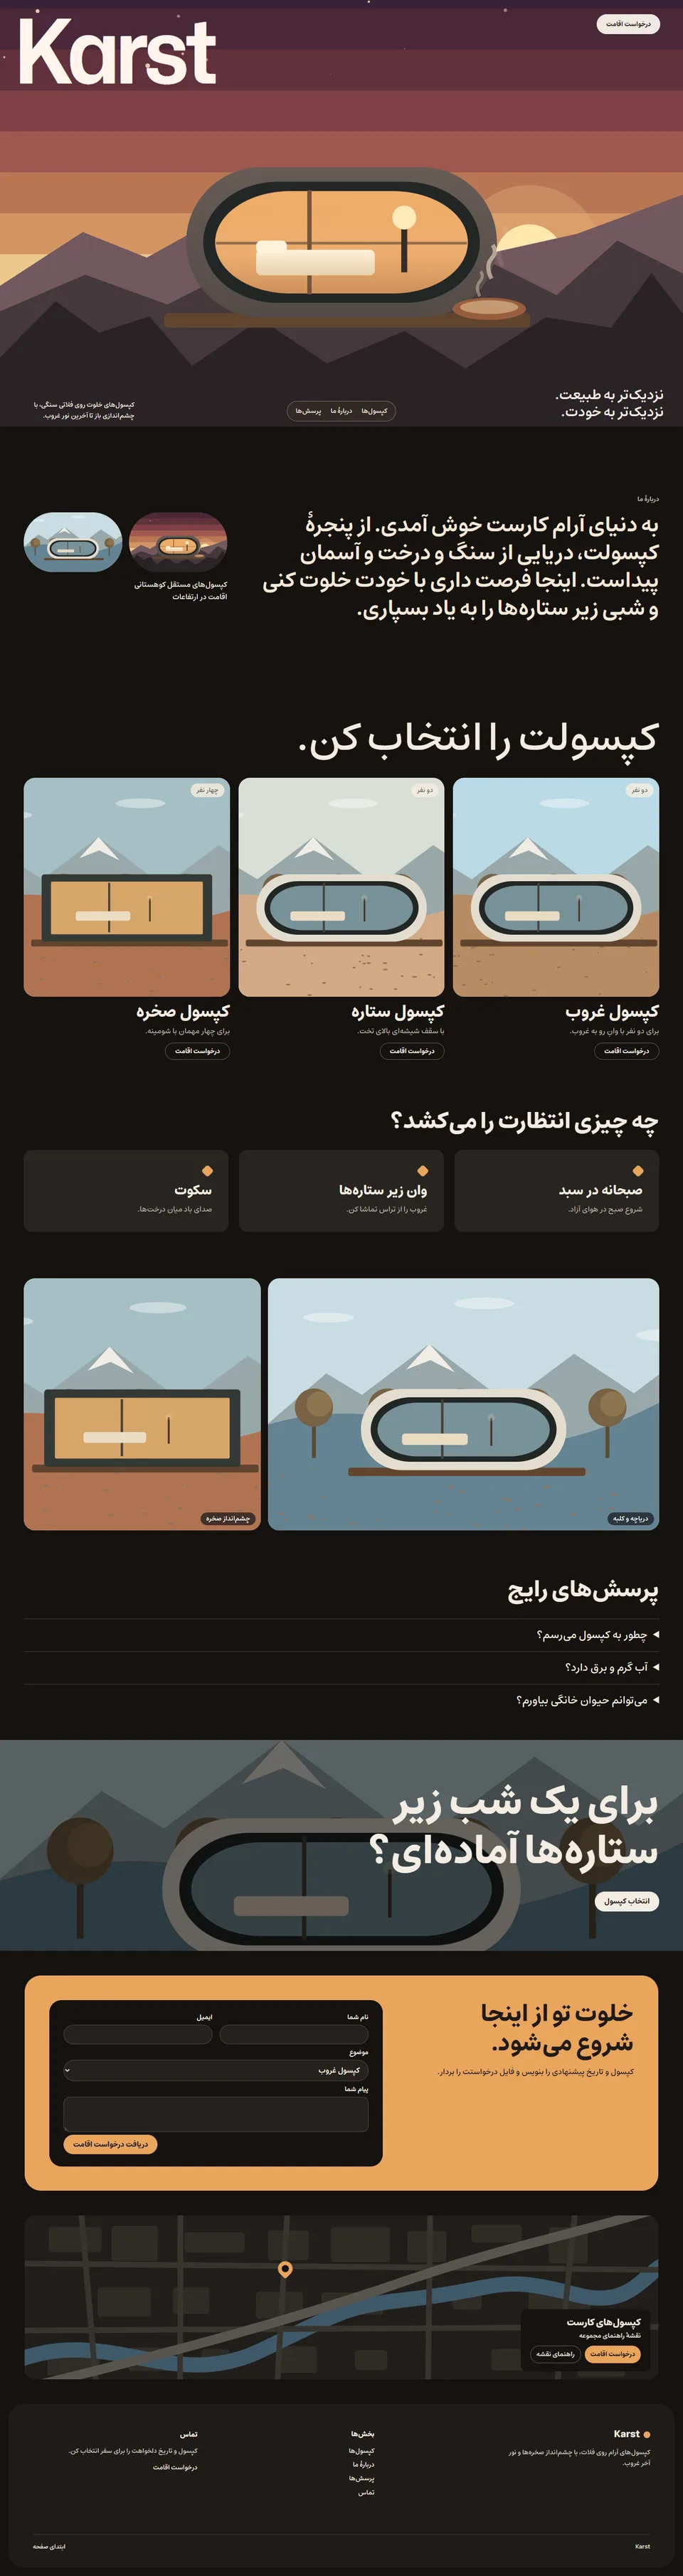 Karst
درخواست اقامت
نزدیک‌تر به طبیعت.
نزدیک‌تر به خودت.
کپسول‌ها
دربارهٔ ما
پرسش‌ها
کپسول‌های خلوت روی فلاتی سنگی، با
چشم‌اندازی باز تا آخرین نور غروب.
دربارهٔ ما
به دنیای آرام کارست خوش آمدی. از پنجرهٔ
کپسولت، دریایی از سنگ و درخت و آسمان
پیداست. اینجا فرصت داری با خودت خلوت کنی
و شبی زیر ستاره‌ها را به یاد بسپاری.
کپسول‌های مستقل کوهستانی
اقامت در ارتفاعات
کپسولت را انتخاب کن.
دو نفر
کپسول غروب
برای دو نفر با وانِ رو به غروب.
درخواست اقامت
دو نفر
کپسول ستاره
با سقف شیشه‌ای بالای تخت.
درخواست اقامت
چهار نفر
کپسول صخره
برای چهار مهمان با شومینه.
درخواست اقامت
چه چیزی انتظارت را می‌کشد؟
صبحانه در سبد
شروع صبح در هوای آزاد.
وان زیر ستاره‌ها
غروب را از تراس تماشا کن.
سکوت
صدای باد میان درخت‌ها.
دریاچه و کلبه
چشم‌انداز صخره
پرسش‌های رایج
چطور به کپسول می‌رسم؟
آب گرم و برق دارد؟
می‌توانم حیوان خانگی بیاورم؟
برای یک شب زیر
ستاره‌ها آماده‌ای؟
انتخاب کپسول
خلوت تو از اینجا
شروع می‌شود.
کپسول و تاریخ پیشنهادی را بنویس و فایل درخواستت را بردار.
نام شما
ایمیل
موضوع
کپسول غروب
پیام شما
دریافت درخواست اقامت
کپسول‌های کارست
نقشهٔ راهنمای مجموعه
درخواست اقامت
راهنمای نقشه
Karst
کپسول‌های آرام روی فلات، با چشم‌انداز صخره‌ها و نور
آخر غروب.
بخش‌ها
کپسول‌ها
دربارهٔ ما
پرسش‌ها
تماس
تماس
کپسول و تاریخ دلخواهت را برای سفر انتخاب کن.
درخواست اقامت
Karst
ابتدای صفحه